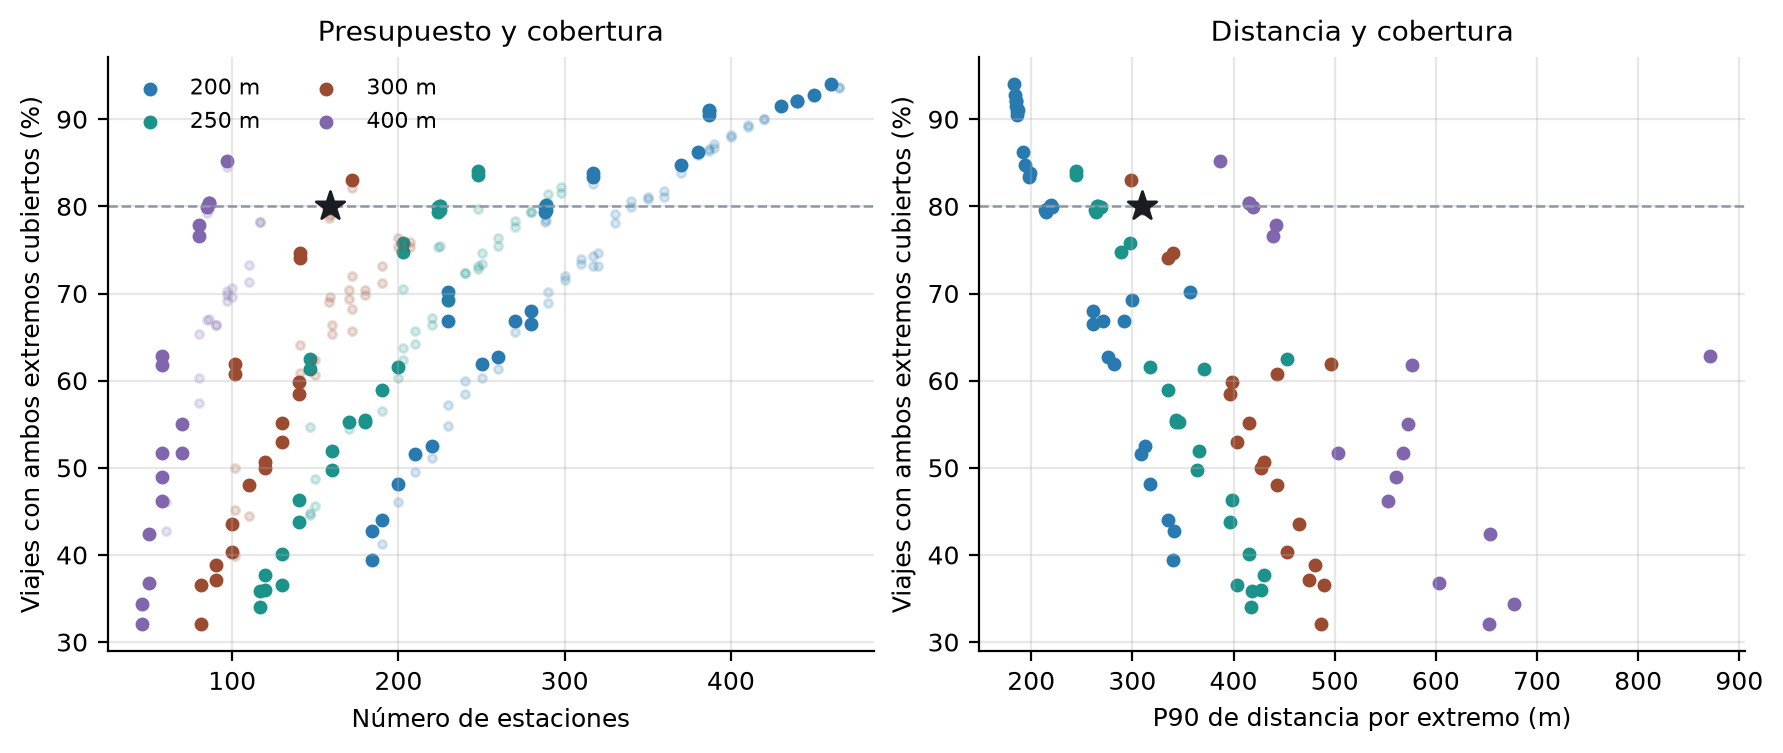 Presupuesto y cobertura
200 m
300 m
250 m
400 m
Viajes con ambos extremos cubiertos (%)
90
80
70
60
50
40
30
100
200
300
400
Número de estaciones
Distancia y cobertura
Viajes con ambos extremos cubiertos (%)
90
80
70
60
50
40
30
200
300
400
500
600
700
800
900
P90 de distancia por extremo (m)